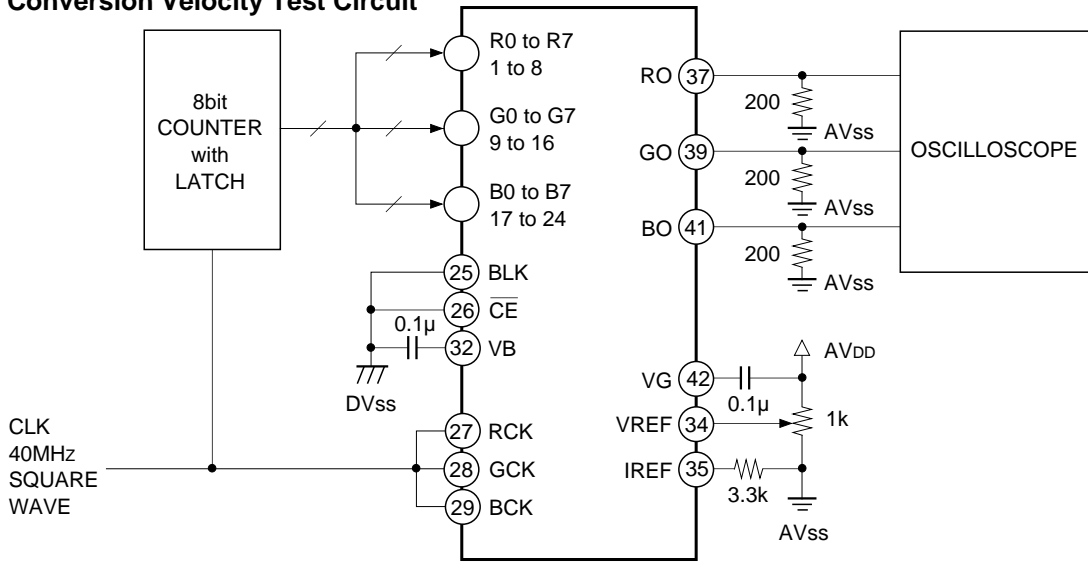 Conversion Velocity Test Circuit
8bit
COUNTER
with
LATCH
R0 to R7
1 to 8
G0 to G7
9 to 16
B0 to B7
17 to 24
25 BLK
26 CE
0.1μ
32 VB
DVss
27 RCK
28 GCK
29 BCK
CLK
40MHz
SQUARE
WAVE
RO 37
200
AVss
GO 39
200
AVss
BO 41
200
AVss
OSCILLOSCOPE
AVDD
VG 42
0.1μ
VREF 34
1k
IREF 35
3.3k
AVss